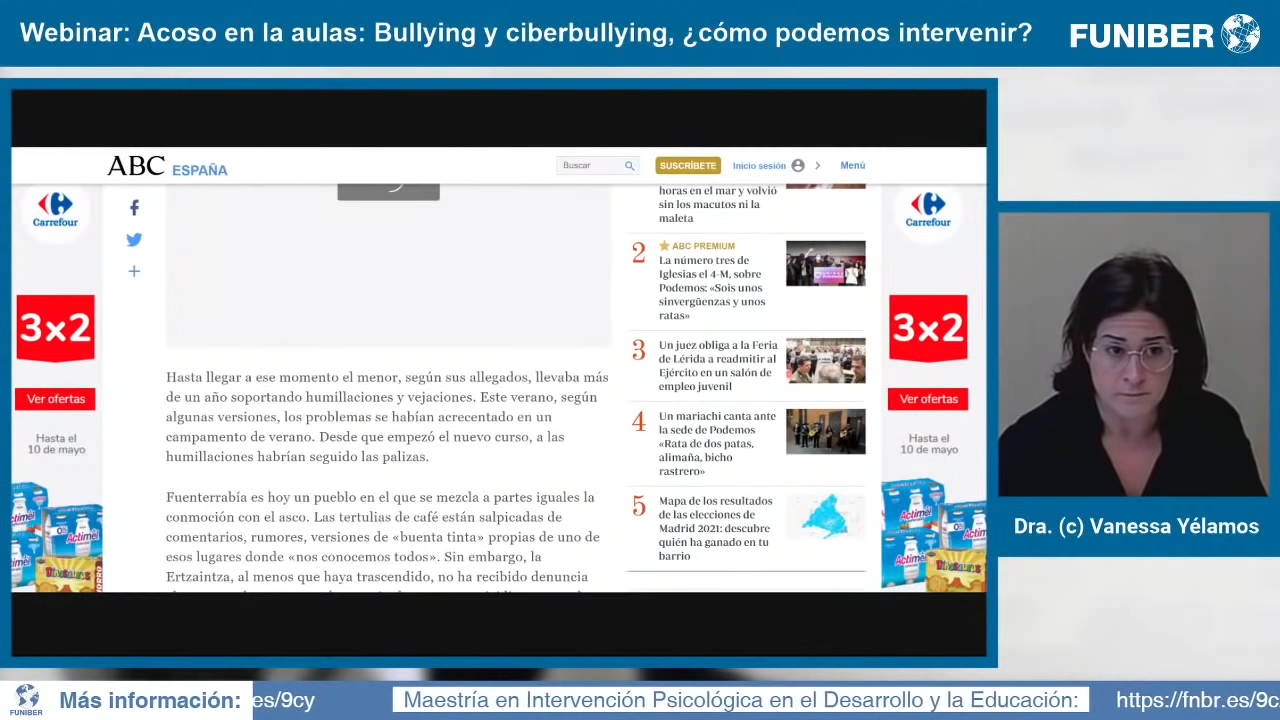 Webinar: Acoso en la aulas: Bullying y ciberbullying, ¿cómo podemos intervenir?
FUNIBER
ABC ESPAÑA
Buscar
SUSCRÍBETE
Inicio sesión
Menú
Carrefour
3x2
Ver ofertas
Hasta el
10 de mayo
Actimel
Hasta llegar a ese momento el menor, según sus allegados, llevaba más
de un año soportando humillaciones y vejaciones. Este verano, según
algunas versiones, los problemas se habían acrecentado en un
campamento de verano. Desde que empezó el nuevo curso, a las
humillaciones habrían seguido las palizas.
Fuenterrabía es hoy un pueblo en el que se mezcla a partes iguales la
conmoción con el asco. Las tertulias de café están salpicadas de
comentarios, rumores, versiones de «buena tinta» propias de uno de
esos lugares donde «nos conocemos todos». Sin embargo, la
Ertzaintza, al menos que haya trascendido, no ha recibido denuncia
horas en el mar y volvió
sin los macutos ni la
maleta
2
ABC PREMIUM
La número tres de
Iglesias el 4-M, sobre
Podemos: «Sois unos
sinvergüenzas y unos
ratas»
3
Un juez obliga a la Feria
de Lérida a readmitir al
Ejército en un salón de
empleo juvenil
4
Un mariachi canta ante
la sede de Podemos
«Rata de dos patas,
alimaña, bicho
rastrero»
5
Mapa de los resultados
de las elecciones de
Madrid 2021: descubre
quién ha ganado en tu
barrio
Carrefour
3x2
Ver ofertas
Hasta el
10 de mayo
Actimel
Dra. (c) Vanessa Yélamos
FUNIBER
Más información:
es/9cy
Maestría en Intervención Psicológica en el Desarrollo y la Educación:
https://fnbr.es/9c